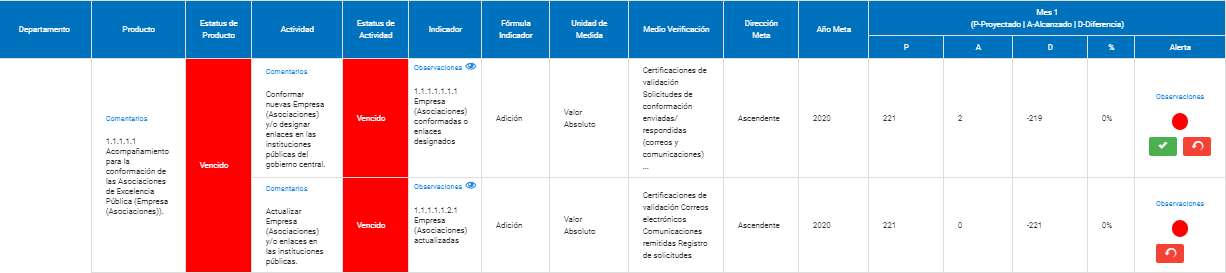 Departamento
Producto
Estatus de
Producto
Actividad
Estatus de
Actividad
Indicador
Fórmula
Indicador
Unidad de
Medida
Medio Verificación
Dirección
Meta
Año Meta
Mes 1
(P-Proyectado | A-Alcanzado | D-Diferencia)
P
A
D
%
Alerta
Comentarios
1.1.1.1.1
Acompañamiento
para la
conformación de
las Asociaciones
de Excelencia
Pública (Empresa
(Asociaciones)).
Vencido
Comentarios
Conformar
nuevas Empresa
(Asociaciones)
y/o designar
enlaces en las
instituciones
públicas del
gobierno central.
Vencido
Observaciones
1.1.1.1.1.1.1
Empresa
(Asociaciones)
conformadas o
enlaces
designados
Adición
Valor
Absoluto
Certificaciones de
validación
Solicitudes de
conformación
enviadas/
respondidas
(correos y
comunicaciones)
...
Ascendente
2020
221
2
-219
0%
Observaciones
Comentarios
Actualizar
Empresa
(Asociaciones)
y/o enlaces en
las instituciones
públicas.
Vencido
Observaciones
1.1.1.1.1.2.1
Empresa
(Asociaciones)
actualizadas
Adición
Valor
Absoluto
Certificaciones de
validación Correos
electrónicos
Comunicaciones
remitidas Registro
de solicitudes
Ascendente
2020
221
0
-221
0%
Observaciones